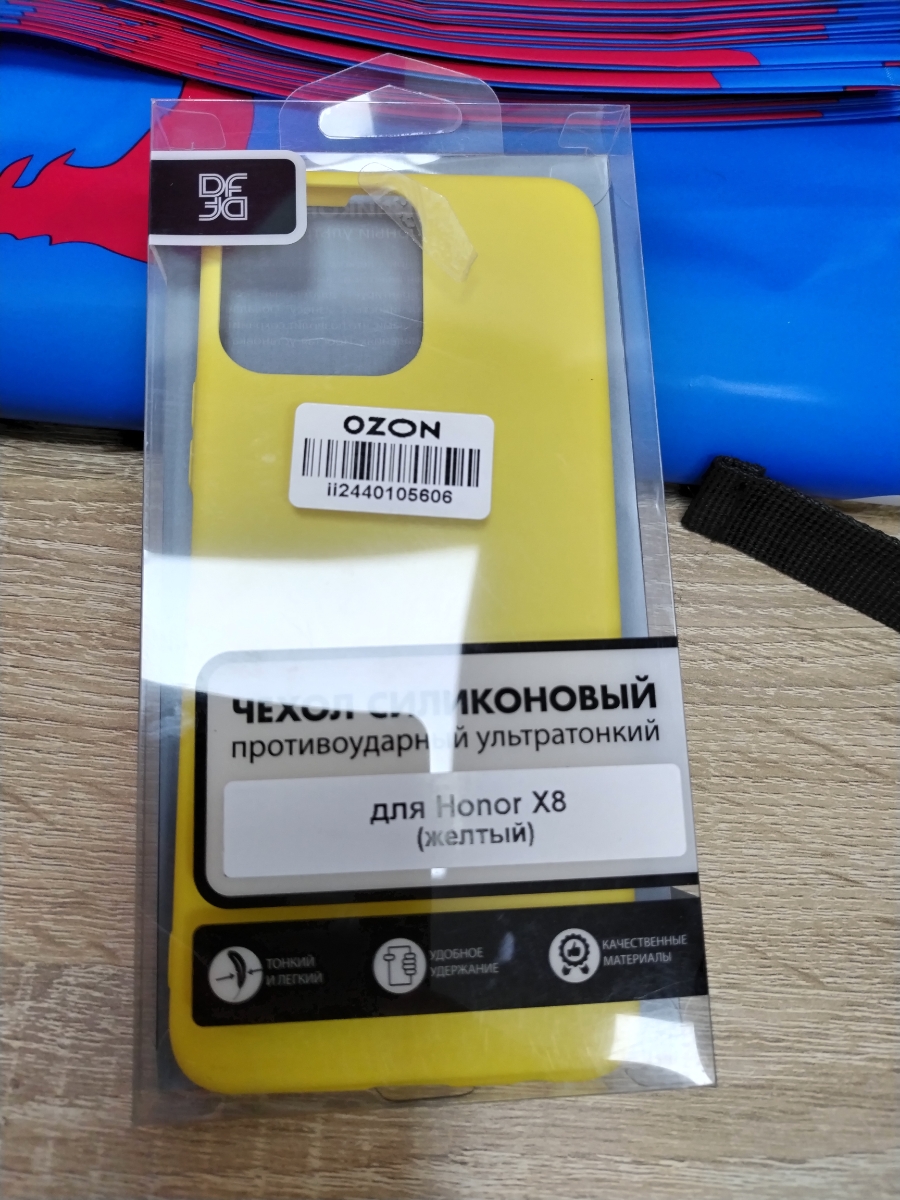 DF
OZON
ii2440105606
ЧЕХОЛ СИЛИКОНОВЫЙ
противоударный ультратонкий
для Honor X8
(желтый)
ТОНКИЙ
И ЛЕГКИЙ
УДОБНОЕ
УДЕРЖАНИЕ
КАЧЕСТВЕННЫЕ
МАТЕРИАЛЫ